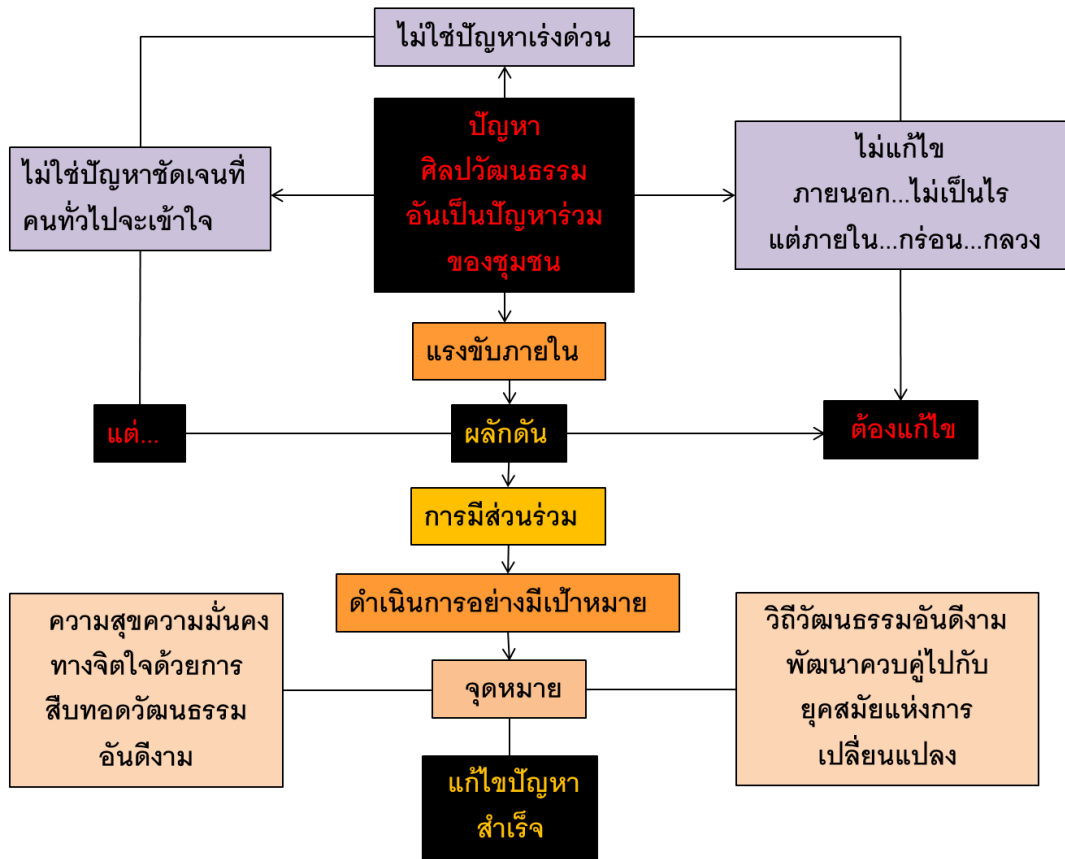 ไม่ใช่ปัญหาเร่งด่วน
ปัญหา
ศิลปวัฒนธรรม
อันเป็นปัญหาร่วม
ของชุมชน
ไม่ใช่ปัญหาชัดเจนที่
คนทั่วไปจะเข้าใจ
ไม่แก้ไข
ภายนอก...ไม่เป็นไร
แต่ภายใน...กร่อน...กลวง
แรงขับภายใน
แต่...
ผลักดัน
ต้องแก้ไข
การมีส่วนร่วม
ดำเนินการอย่างมีเป้าหมาย
ความสุขความมั่นคง
ทางจิตใจด้วยการ
สืบทอดวัฒนธรรม
อันดีงาม
จุดหมาย
วิถีวัฒนธรรมอันดีงาม
พัฒนาควบคู่ไปกับ
ยุคสมัยแห่งการ
เปลี่ยนแปลง
แก้ไขปัญหา
สำเร็จ